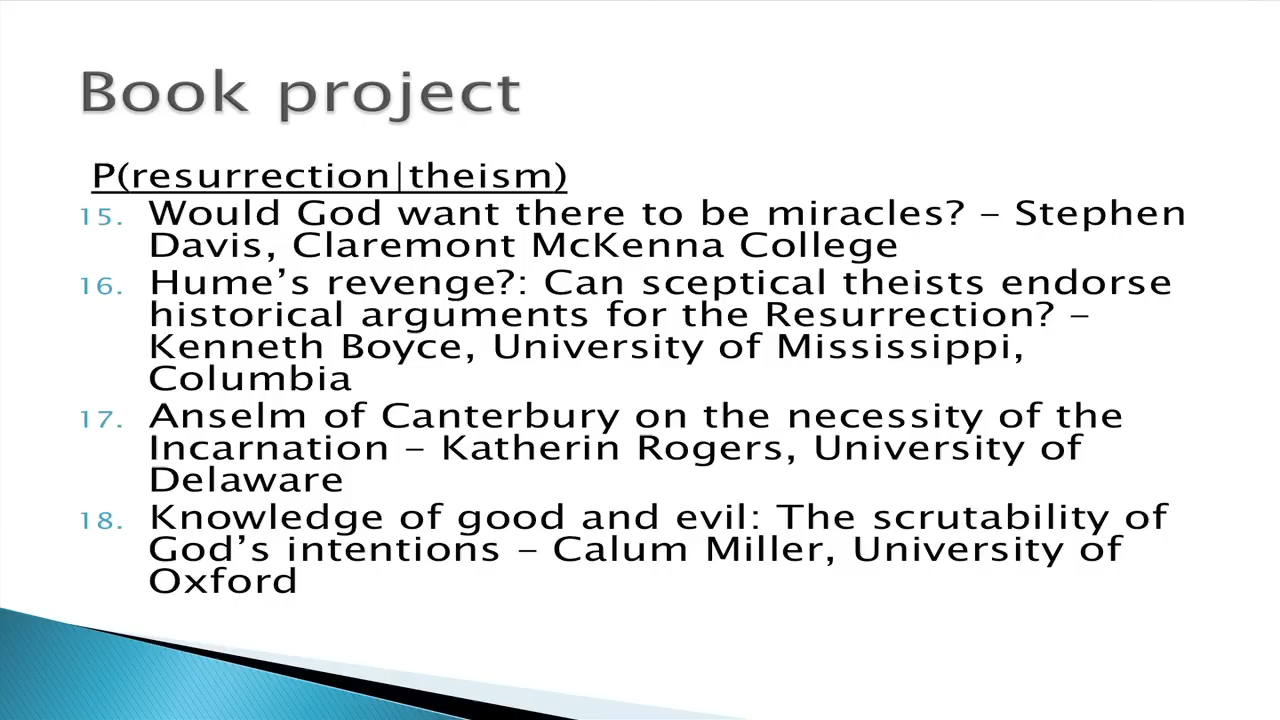 Book project
P(resurrection|theism)
15. Would God want there to be miracles? – Stephen
Davis, Claremont McKenna College
16. Hume’s revenge?: Can sceptical theists endorse
historical arguments for the Resurrection? –
Kenneth Boyce, University of Mississippi,
Columbia
17. Anselm of Canterbury on the necessity of the
Incarnation – Katherin Rogers, University of
Delaware
18. Knowledge of good and evil: The scrutability of
God’s intentions – Calum Miller, University of
Oxford